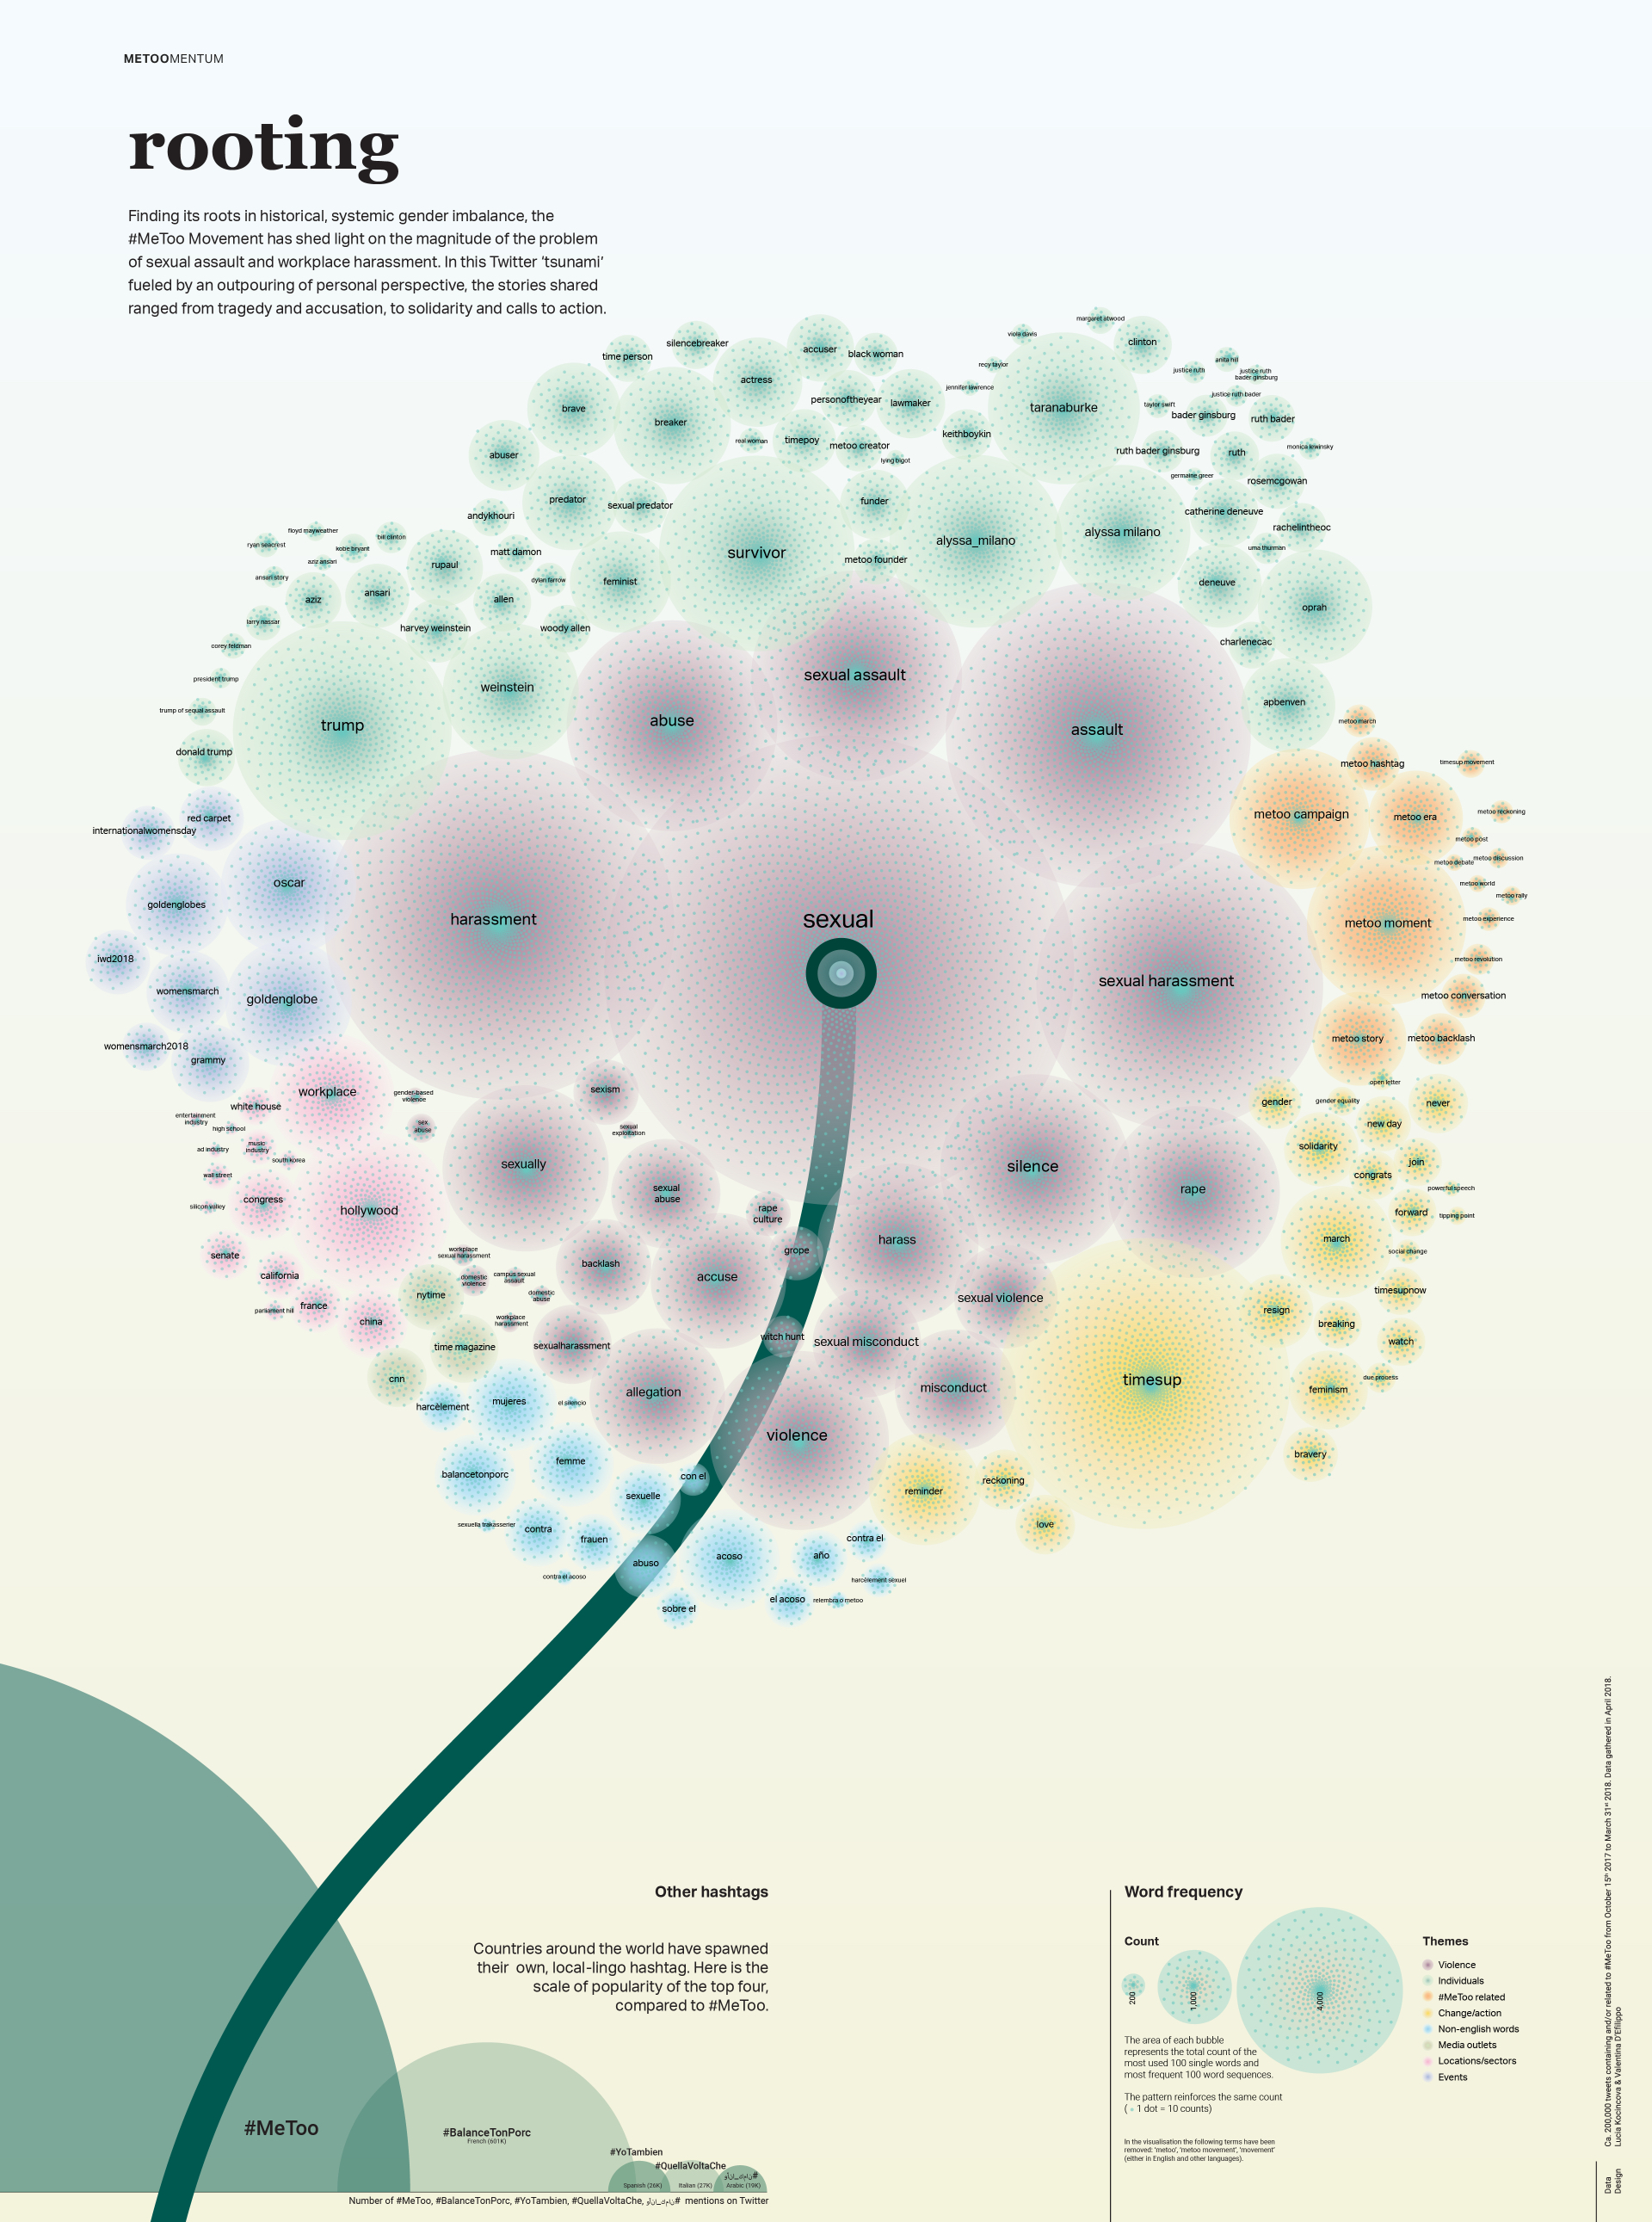 METOOMENTUM
rooting
Finding its roots in historical, systemic gender imbalance, the
#MeToo Movement has shed light on the magnitude of the problem
of sexual assault and workplace harassment. In this Twitter ‘tsunami’
fueled by an outpouring of personal perspective, the stories shared
ranged from tragedy and accusation, to solidarity and calls to action.
margaret atwood
viola davis
clinton
silencebreaker
accuser
black woman
time person
anita hill
recy taylor
justice ruth
justice ruth
bader ginsburg
actress
jennifer lawrence
justice ruth bader
personoftheyear
lawmaker
taylor swift
brave
taranaburke
bader ginsburg
ruth bader
breaker
keithboykin
real woman
timepoy
metoo creator
monica lewinsky
ruth bader ginsburg
ruth
abuser
lying bigot
germaine greer
rosemcgowan
predator
sexual predator
funder
catherine deneuve
andykhouri
rachelintheoc
floyd mayweather
bill clinton
alyssa milano
alyssa_milano
ryan seacrest
kobe bryant
matt damon
survivor
uma thurman
aziz ansari
rupaul
metoo founder
ansari story
dylan farrow
feminist
deneuve
aziz
ansari
allen
oprah
larry nassar
harvey weinstein
woody allen
charlenecac
corey feldman
president trump
sexual assault
weinstein
apbenven
trump of sequal assault
trump
abuse
assault
metoo march
donald trump
metoo hashtag
timesup movement
red carpet
metoo campaign
metoo era
metoo reckoning
internationalwomensday
metoo post
metoo debate
metoo discussion
oscar
metoo world
metoo rally
goldenglobes
harassment
sexual
metoo moment
metoo experience
iwd2018
metoo revolution
sexual harassment
womensmarch
goldenglobe
metoo conversation
womensmarch2018
metoo story
metoo backlash
grammy
open letter
workplace
gender-based
violence
sexism
gender
gender equality
never
white house
entertainment
industry
high school
sex
abuse
sexual
exploitation
new day
ad industry
music
industry
south korea
solidarity
sexually
silence
join
wall street
congrats
sexual
abuse
rape
powerful speech
congress
silicon valley
hollywood
rape
culture
forward
tipping point
senate
workplace
sexual harassment
grope
harass
march
social change
california
domestic
violence
campus sexual
assault
backlash
accuse
nytime
domestic
abuse
sexual violence
timesupnow
parliament hill
france
resign
china
workplace
harassment
breaking
time magazine
sexualharassment
witch hunt
sexual misconduct
watch
cnn
timesup
due process
allegation
misconduct
feminism
harcèlement
mujeres
el silencio
violence
bravery
balancetonporc
femme
con el
reckoning
sexuelle
reminder
sexuella trakasserier
contra
frauen
love
contra el
abuso
acoso
año
contra el acoso
harcèlement sexuel
sobre el
el acoso
relembra o metoo
Other hashtags
Countries around the world have spawned
their own, local-lingo hashtag. Here is the
scale of popularity of the top four,
compared to #MeToo.
#MeToo
#BalanceTonPorc
French (601K)
#YoTambien
Spanish (26K)
#QuellaVoltaChe
Italian (27K)
Arabic (19K)
Number of #MeToo, #BalanceTonPorc, #YoTambien, #QuellaVoltaChe, mentions on Twitter
Word frequency
Count
200
1,000
4,000
The area of each bubble
represents the total count of the
most used 100 single words and
most frequent 100 word sequences.
The pattern reinforces the same count
( 1 dot = 10 counts)
In the visualisation the following terms have been
removed: ‘metoo’, ‘metoo movement’, ‘movement’
(either in English and other languages).
Themes
Violence
Individuals
#MeToo related
Change/action
Non-english words
Media outlets
Locations/sectors
Events
Data
Ca. 200,000 tweets containing and/or related to #MeToo from October 15th 2017 to March 31st 2018. Data gathered in April 2018.
Design
Lucia Kocincova & Valentina D'Efilippo